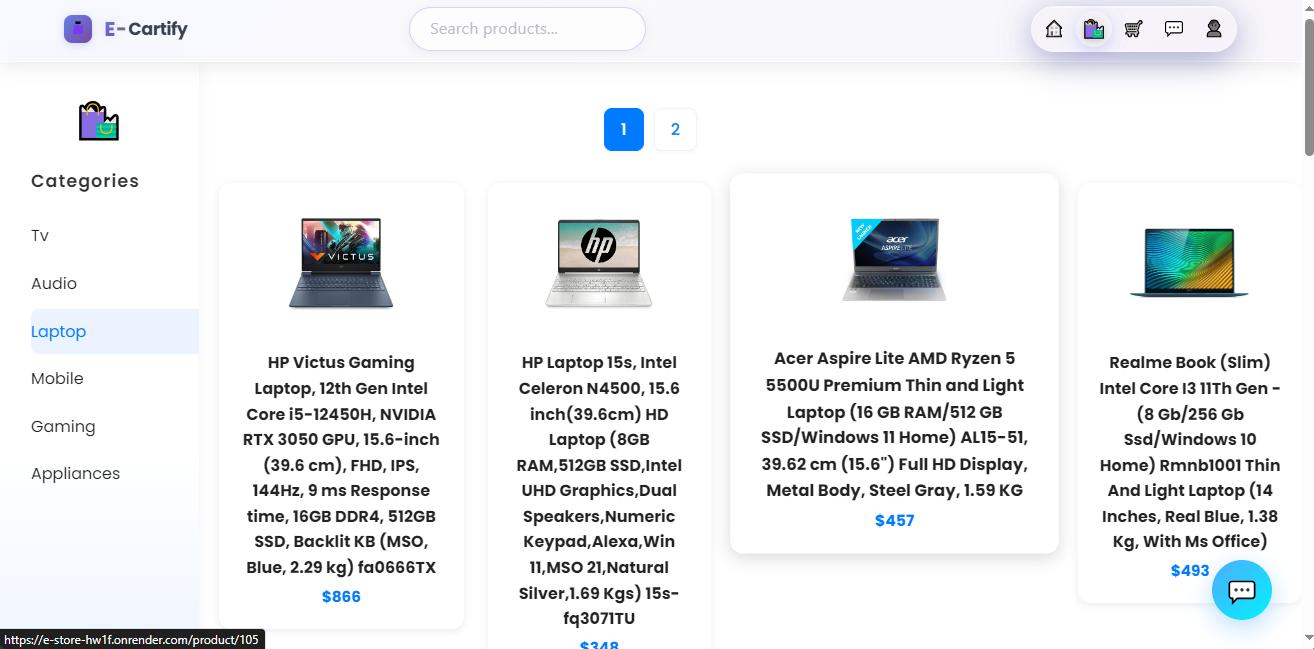 E - Cartify
Search products...
Categories
Tv
Audio
Laptop
Mobile
Gaming
Appliances
1
2
VICTUS
HP Victus Gaming
Laptop, 12th Gen Intel
Core i5-12450H, NVIDIA
RTX 3050 GPU, 15.6-inch
(39.6 cm), FHD, IPS,
144Hz, 9 ms Response
time, 16GB DDR4, 512GB
SSD, Backlit KB (MSO,
Blue, 2.29 kg) fa0666TX
$866
hp
HP Laptop 15s, Intel
Celeron N4500, 15.6
inch(39.6cm) HD
Laptop (8GB
RAM,512GB SSD,Intel
UHD Graphics,Dual
Speakers,Numeric
Keypad,Alexa,Win
11,MSO 21,Natural
Silver,1.69 Kgs) 15s-
fq3071TU
$348
NEW
LAUNCH
acer
ASPIRE LITE
Acer Aspire Lite AMD Ryzen 5
5500U Premium Thin and Light
Laptop (16 GB RAM/512 GB
SSD/Windows 11 Home) AL15-51,
39.62 cm (15.6") Full HD Display,
Metal Body, Steel Gray, 1.59 KG
$457
Realme Book (Slim)
Intel Core I3 11Th Gen -
(8 Gb/256 Gb
Ssd/Windows 10
Home) Rmnb1001 Thin
And Light Laptop (14
Inches, Real Blue, 1.38
Kg, With Ms Office)
$493
https://e-store-hw1f.onrender.com/product/105